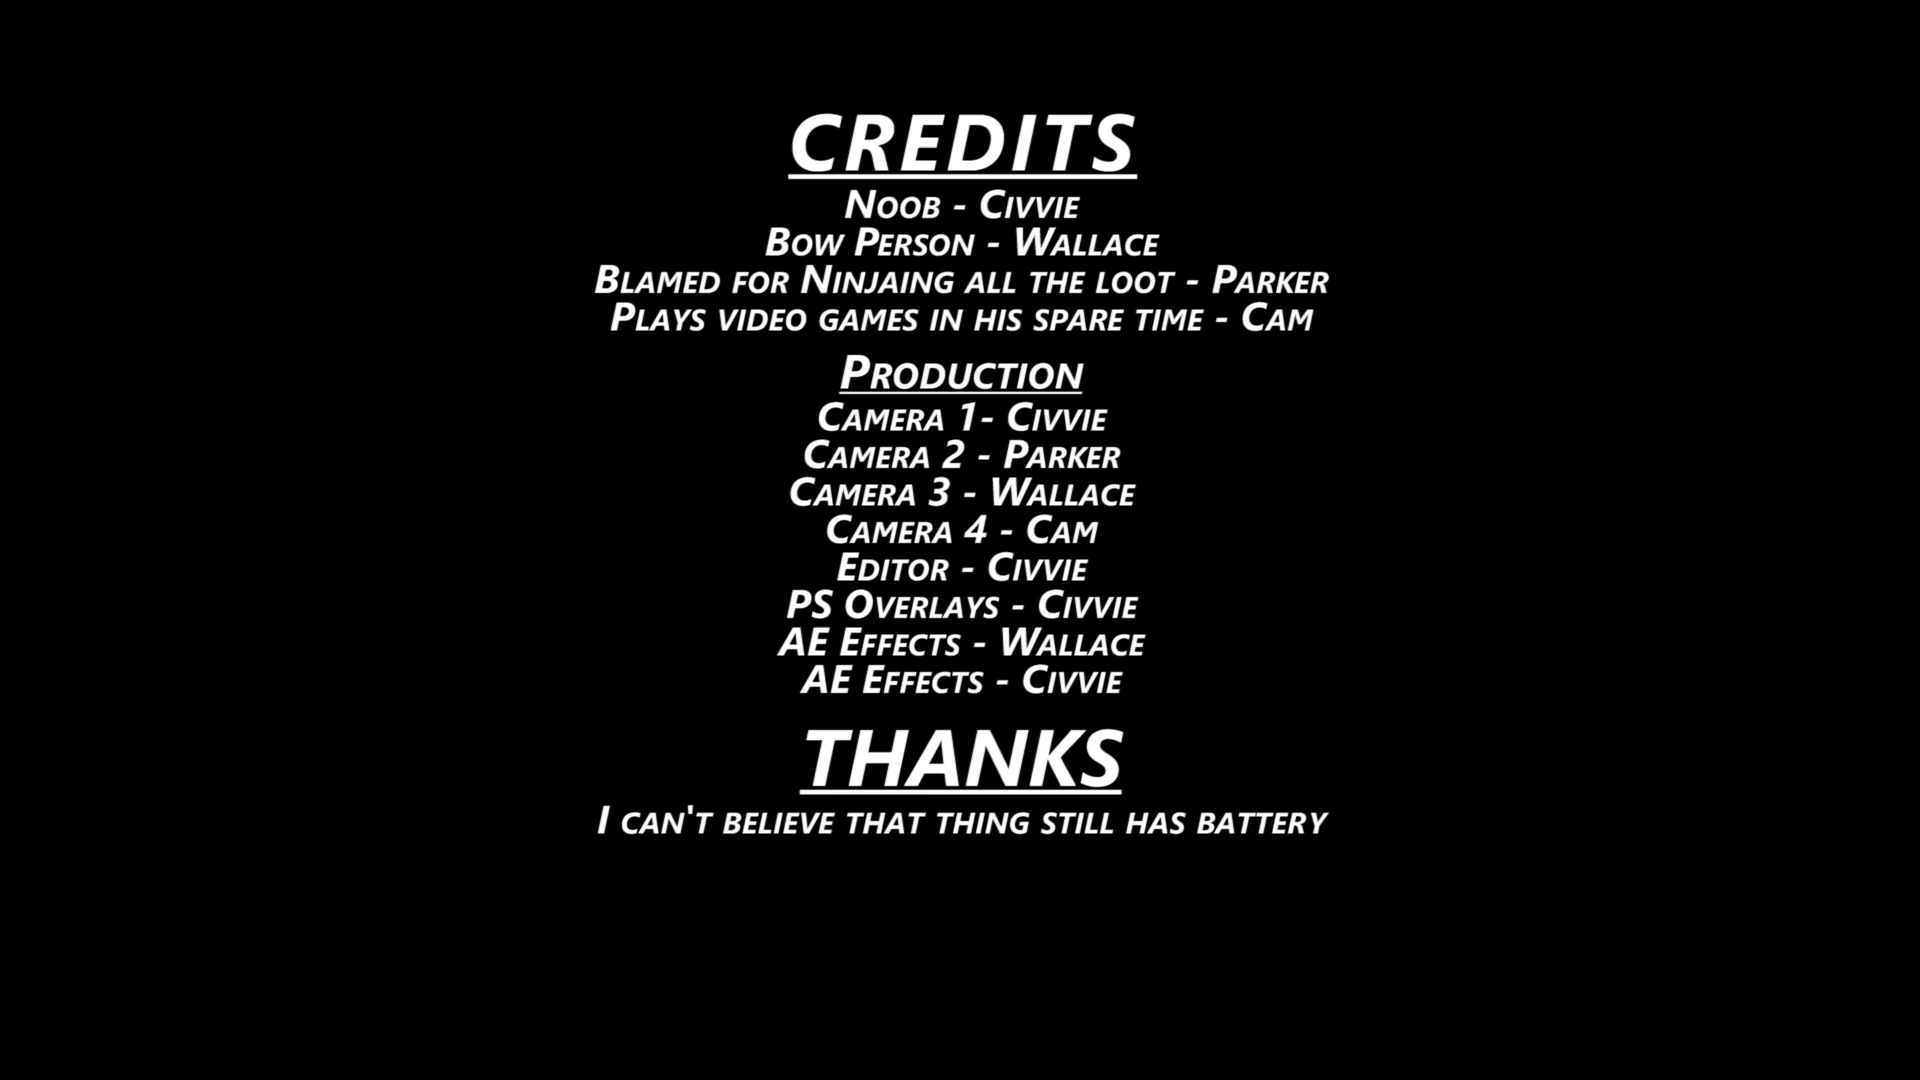 CREDITS
Noob - Civvie
Bow Person - Wallace
Blamed for Ninjaing all the loot - Parker
Plays video games in his spare time - Cam
Production
Camera 1- Civvie
Camera 2 - Parker
Camera 3 - Wallace
Camera 4 - Cam
Editor - Civvie
PS Overlays - Civvie
AE Effects - Wallace
AE Effects - Civvie
THANKS
I can't believe that thing still has battery